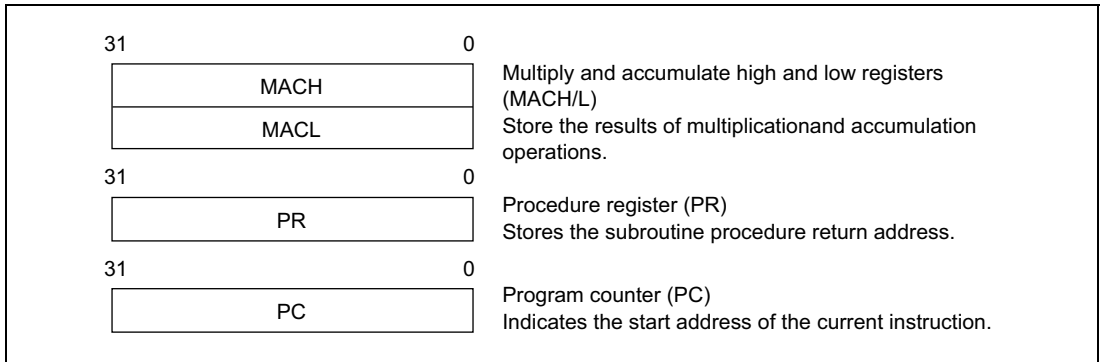 31 0
MACH
MACL
Multiply and accumulate high and low registers
(MACH/L)
Store the results of multiplicationand accumulation
operations.
31 0
PR
Procedure register (PR)
Stores the subroutine procedure return address.
31 0
PC
Program counter (PC)
Indicates the start address of the current instruction.